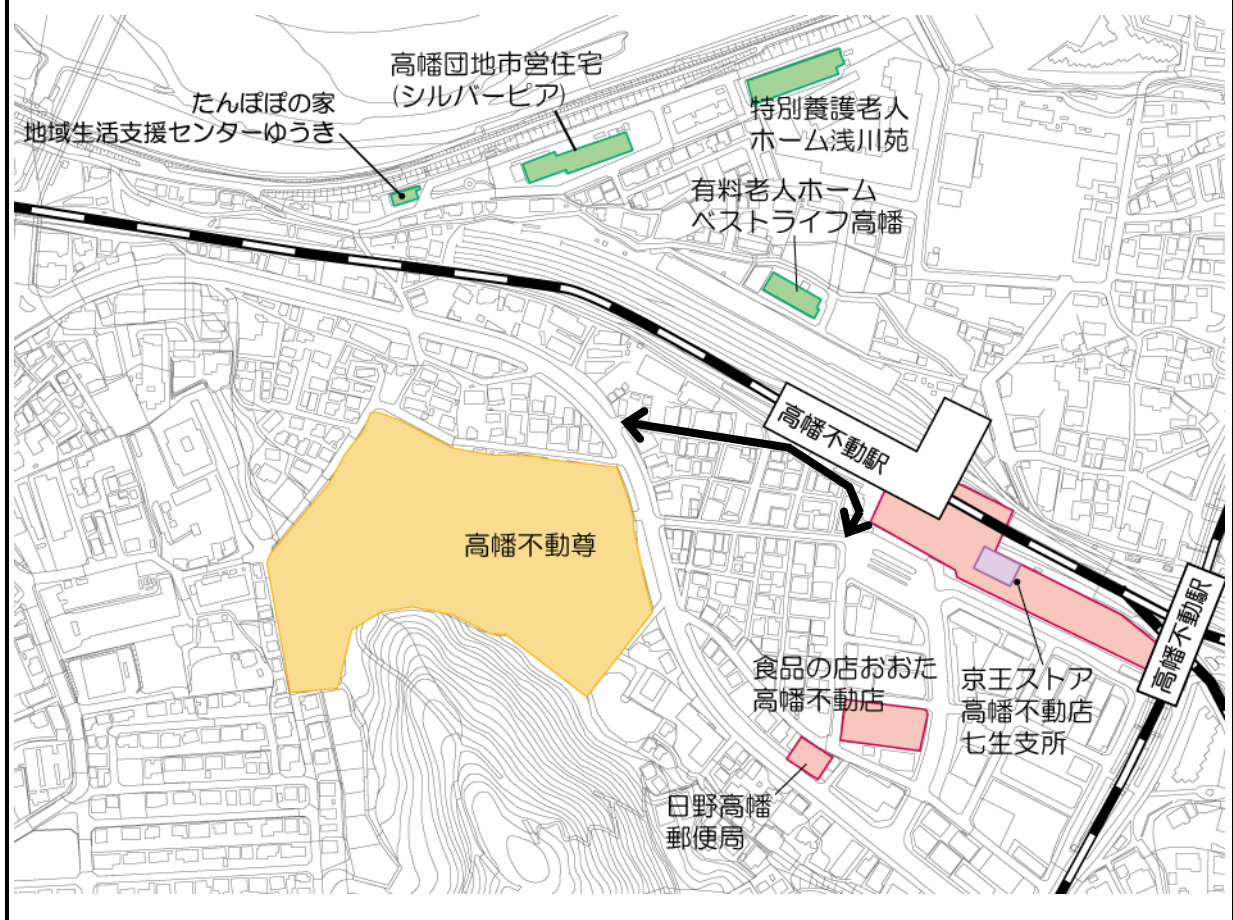 高幡団地市営住宅
(シルバーピア)
たんぽぽの家
地域生活支援センターゆうき
特別養護老人
ホーム浅川苑
有料老人ホーム
ベストライフ高幡
高幡不動駅
高幡不動尊
高幡不動駅
食品の店おおた
高幡不動店
京王ストア
高幡不動店
七生支所
日野高幡
郵便局